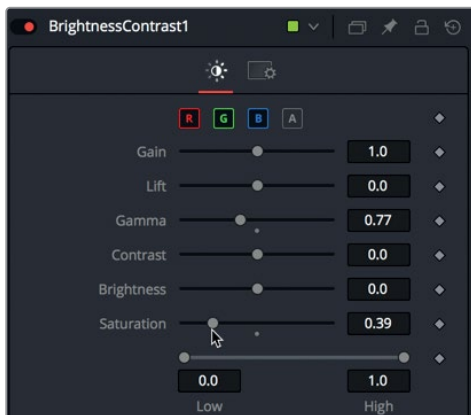 BrightnessContrast1
R G B A
Gain 1.0
Lift 0.0
Gamma 0.77
Contrast 0.0
Brightness 0.0
Saturation 0.39
0.0 1.0
Low High